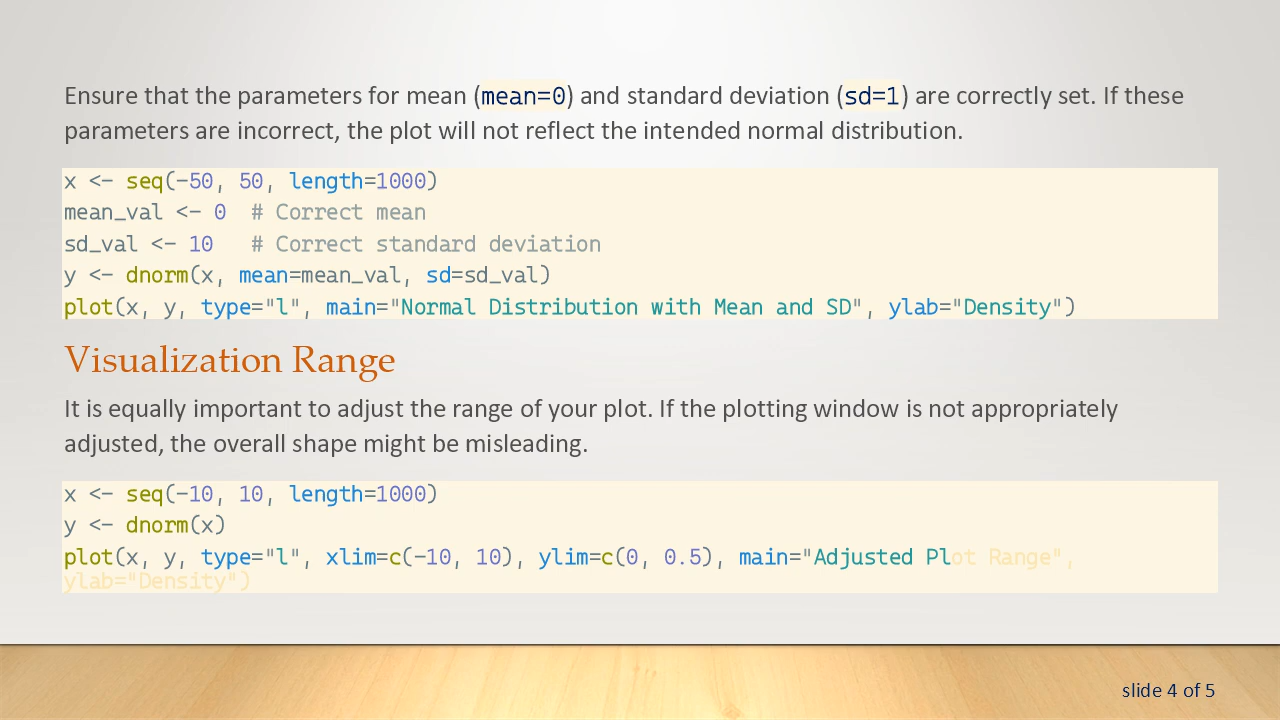 Ensure that the parameters for mean (mean=0) and standard deviation (sd=1) are correctly set. If these
parameters are incorrect, the plot will not reflect the intended normal distribution.
x <- seq(-50, 50, length=1000)
mean_val <- 0  # Correct mean
sd_val <- 10   # Correct standard deviation
y <- dnorm(x, mean=mean_val, sd=sd_val)
plot(x, y, type="l", main="Normal Distribution with Mean and SD", ylab="Density")
Visualization Range
It is equally important to adjust the range of your plot. If the plotting window is not appropriately
adjusted, the overall shape might be misleading.
x <- seq(-10, 10, length=1000)
y <- dnorm(x)
plot(x, y, type="l", xlim=c(-10, 10), ylim=c(0, 0.5), main="Adjusted Plot Range",
ylab="Density")
slide 4 of 5